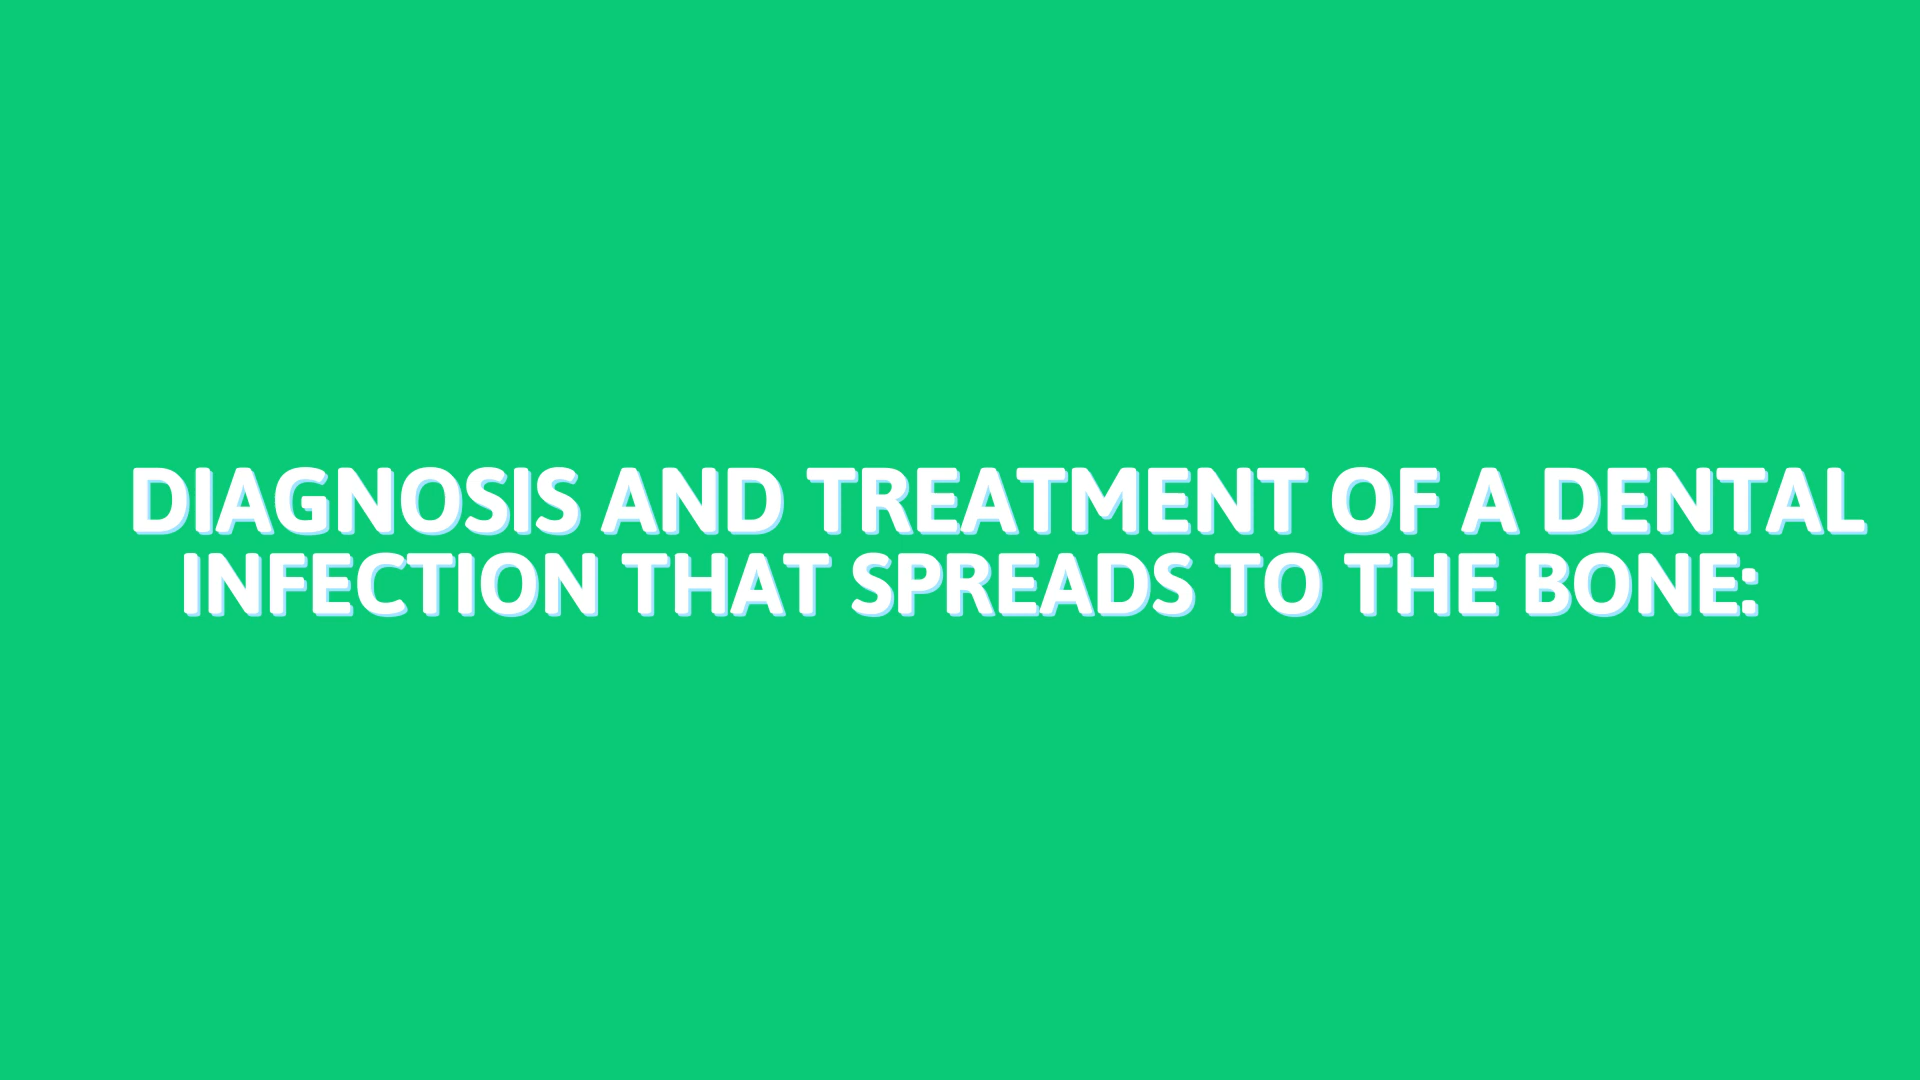 DIAGNOSIS AND TREATMENT OF A DENTAL
INFECTION THAT SPREADS TO THE BONE: